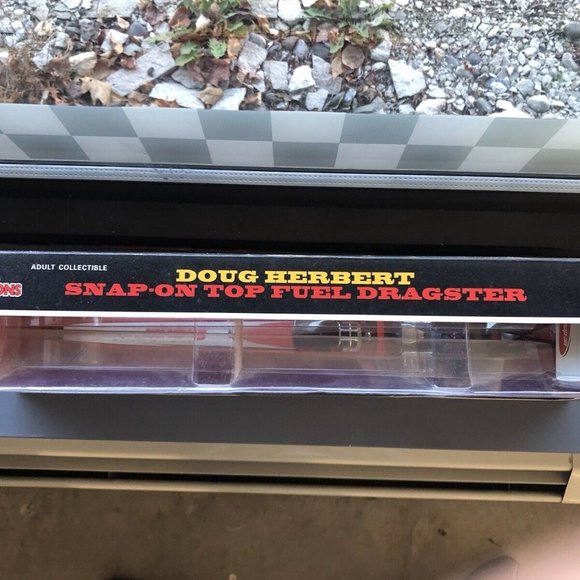 ADULT COLLECTIBLE
DOUG HERBERT
SNAP-ON TOP FUEL DRAGSTER